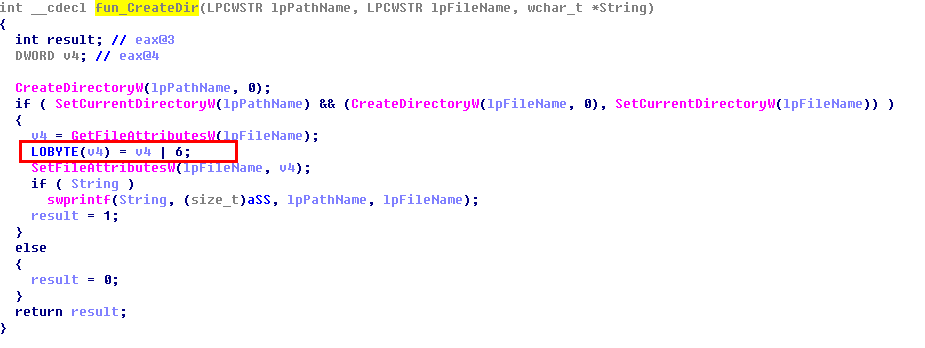 int __cdecl fun_CreateDir(LPCWSTR lpPathName, LPCWSTR lpFileName, wchar_t *String)
{
  int result; // eax@3
  DWORD v4; // eax@4

  CreateDirectoryW(lpPathName, 0);
  if ( SetCurrentDirectoryW(lpPathName) && (CreateDirectoryW(lpFileName, 0), SetCurrentDirectoryW(lpFileName)) )
  {
    v4 = GetFileAttributesW(lpFileName);
    LOBYTE(v4) = v4 | 6;
    SetFileAttributesW(lpFileName, v4);
    if ( String )
      swprintf(String, (size_t)aSS, lpPathName, lpFileName);
    result = 1;
  }
  else
  {
    result = 0;
  }
  return result;
}